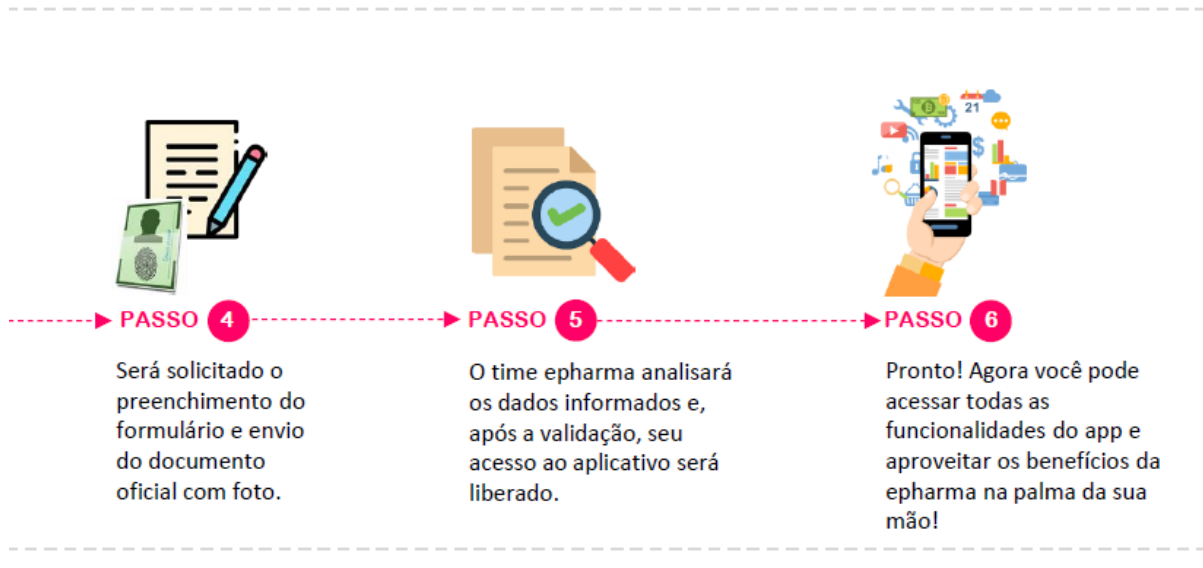 21
PASSO 4
Será solicitado o
preenchimento do
formulário e envio
do documento
oficial com foto.
PASSO 5
O time epharma analisará
os dados informados e,
após a validação, seu
acesso ao aplicativo será
liberado.
PASSO 6
Pronto! Agora você pode
acessar todas as
funcionalidades do app e
aproveitar os benefícios da
epharma na palma da sua
mão!